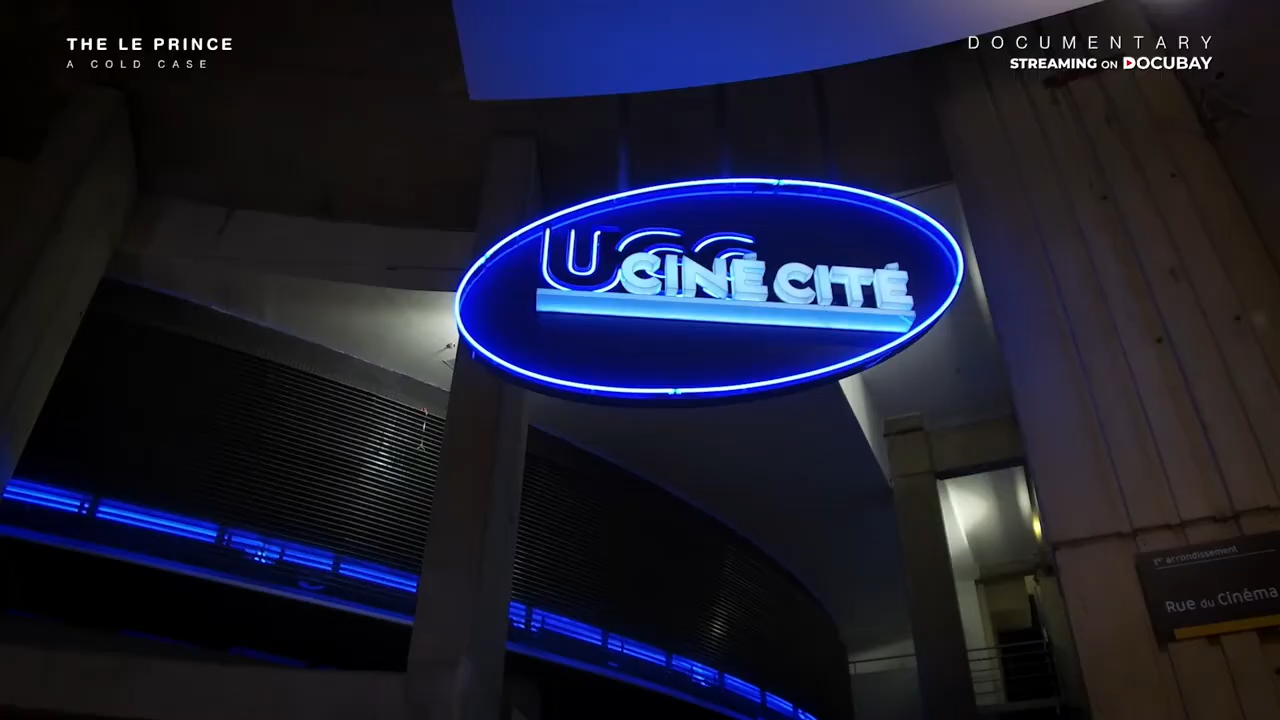 THE LE PRINCE
A COLD CASE
DOCUMENTARY
STREAMING ON DOCUBAY
UGC
CINÉ CITÉ
1er arrondissement
Rue du Cinéma